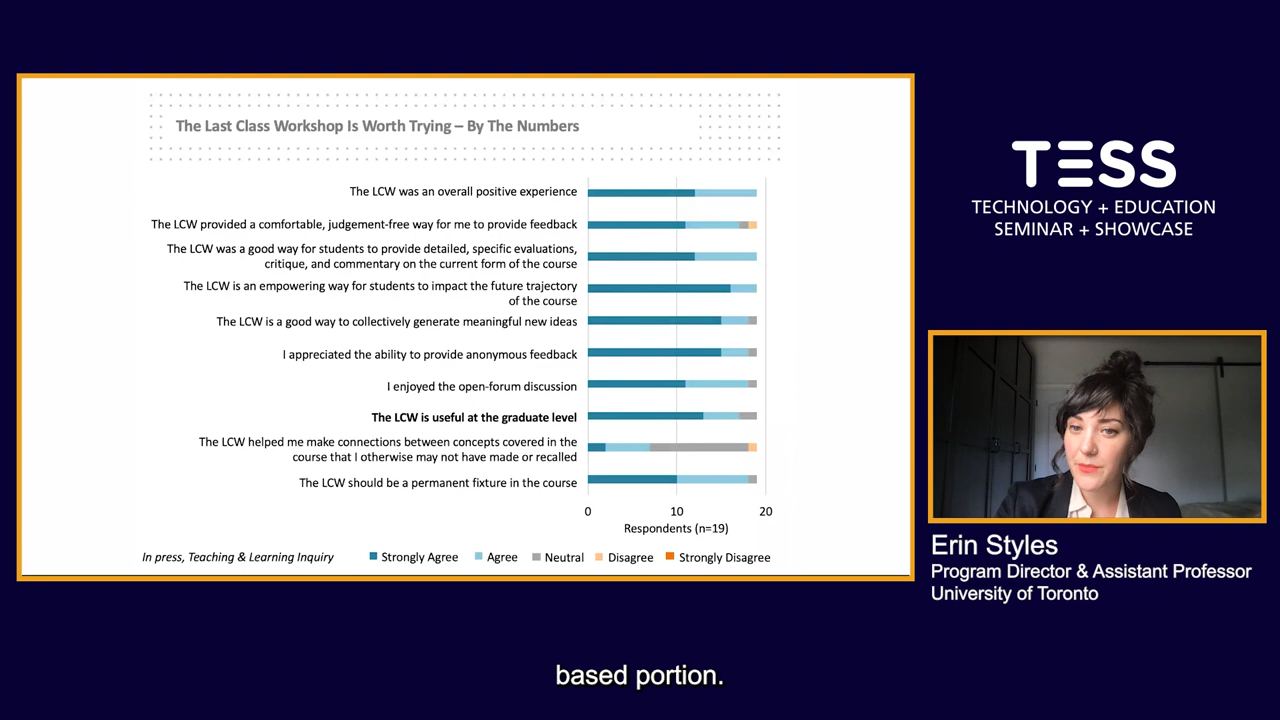 The Last Class Workshop Is Worth Trying – By The Numbers
The LCW was an overall positive experience
The LCW provided a comfortable, judgement-free way for me to provide feedback
The LCW was a good way for students to provide detailed, specific evaluations,
critique, and commentary on the current form of the course
The LCW is an empowering way for students to impact the future trajectory
of the course
The LCW is a good way to collectively generate meaningful new ideas
I appreciated the ability to provide anonymous feedback
I enjoyed the open-forum discussion
The LCW is useful at the graduate level
The LCW helped me make connections between concepts covered in the
course that I otherwise may not have made or recalled
The LCW should be a permanent fixture in the course
0 10 20
Respondents (n=19)
In press, Teaching & Learning Inquiry
Strongly Agree Agree Neutral Disagree Strongly Disagree
TESS
TECHNOLOGY + EDUCATION
SEMINAR + SHOWCASE
Erin Styles
Program Director & Assistant Professor
University of Toronto
based portion.